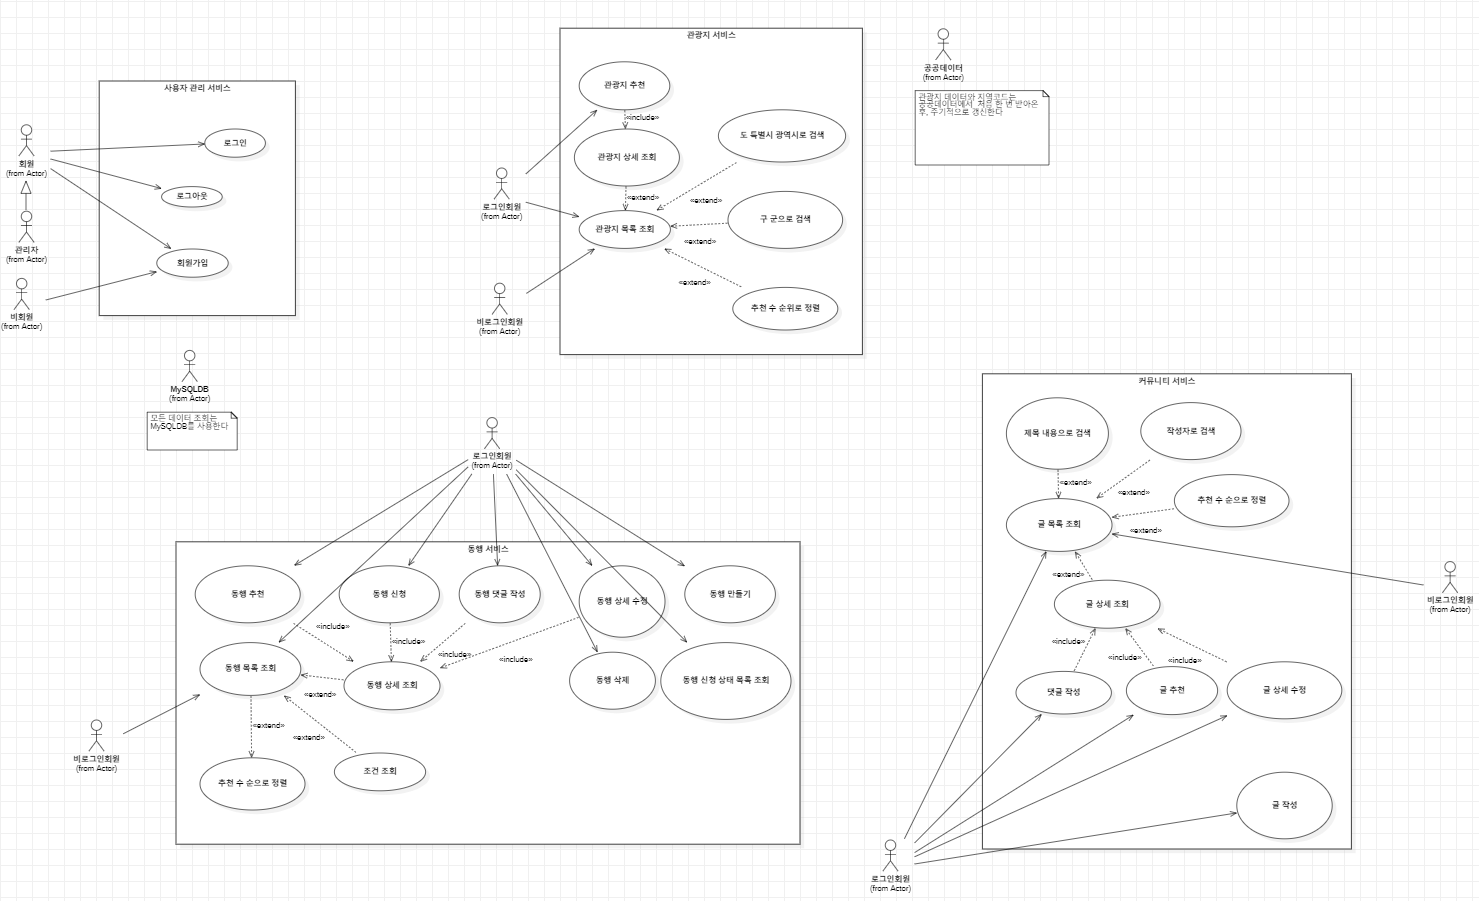 사용자 관리 서비스
로그인
로그아웃
회원가입
회원
(from Actor)
관리자
(from Actor)
비회원
(from Actor)
MySQLDB
(from Actor)
모든 데이터 조회는
MySQLDB를 사용한다
관광지 서비스
관광지 추천
«include»
관광지 상세 조회
«extend»
관광지 목록 조회
도 특별시 광역시로 검색
«extend»
구 군으로 검색
«extend»
«extend»
추천 수 순위로 정렬
로그인회원
(from Actor)
비로그인회원
(from Actor)
공공데이터
(from Actor)
관광지 데이터와 지역코드는
공공데이터에서 처음 한 번 받아온
후, 주기적으로 갱신한다
로그인회원
(from Actor)
동행 서비스
동행 추천
동행 신청
동행 댓글 작성
동행 상세 수정
동행 만들기
«include»
«include»
«include»
«include»
동행 목록 조회
동행 상세 조회
동행 삭제
동행 신청 상태 목록 조회
«extend»
«extend»
«extend»
추천 수 순으로 정렬
조건 조회
비로그인회원
(from Actor)
커뮤니티 서비스
제목 내용으로 검색
작성자로 검색
«extend»
«extend»
추천 수 순으로 정렬
글 목록 조회
«extend»
«extend»
글 상세 조회
«include»
«include»
«include»
댓글 작성
글 추천
글 상세 수정
글 작성
비로그인회원
(from Actor)
로그인회원
(from Actor)